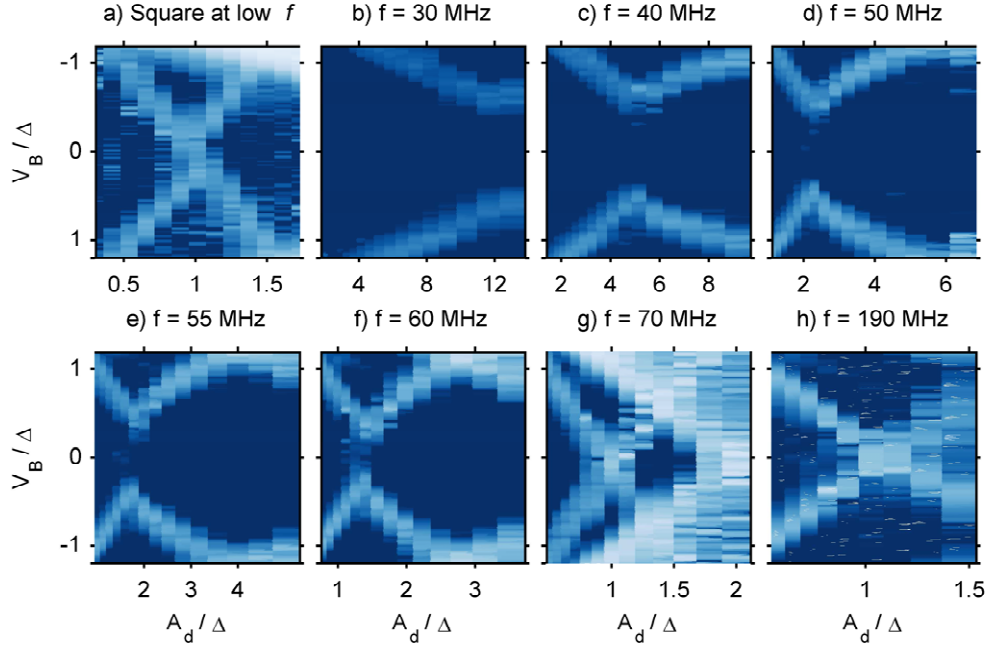 a) Square at low f
b) f = 30 MHz
c) f = 40 MHz
d) f = 50 MHz
V_B / Δ
-1
0
1
0.5 1 1.5
4 8 12
2 4 6 8
2 4 6
e) f = 55 MHz
f) f = 60 MHz
g) f = 70 MHz
h) f = 190 MHz
V_B / Δ
1
0
-1
2 3 4
1 2 3
1 1.5 2
1 1.5
A_d / Δ
A_d / Δ
A_d / Δ
A_d / Δ